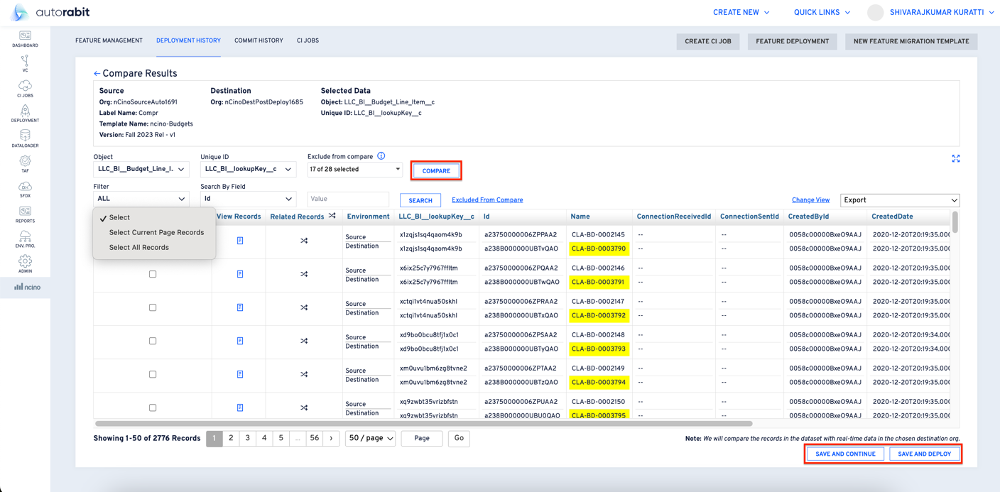 autorabit
CREATE NEW
QUICK LINKS
SHIVARAJKUMAR KURATTI
DASHBOARD
VC
CI JOBS
DEPLOYMENT
DATALOADER
TAF
SFDX
REPORTS
ENV. PRO.
ADMIN
ncino
FEATURE MANAGEMENT
DEPLOYMENT HISTORY
COMMIT HISTORY
CI JOBS
CREATE CI JOB
FEATURE DEPLOYMENT
NEW FEATURE MIGRATION TEMPLATE
Compare Results
Source
Org: nCinoSourceAuto1691
Label Name: Compr
Template Name: ncino-Budgets
Version: Fall 2023 Rel - v1
Destination
Org: nCinoDestPostDeploy1685
Selected Data
Object: LLC_BI__Budget_Line_Item__c
Unique ID: LLC_BI__lookupKey__c
Object
LLC_BI__Budget_Line_I.
Unique ID
LLC_BI__lookupKey__c
Exclude from compare
17 of 28 selected
COMPARE
Filter
ALL
Search By Field
Id
Value
SEARCH
Excluded From Compare
Change View
Export
✓ Select
Select Current Page Records
Select All Records
View Records Related Records Environment LLC_BI__lookupKey__c Id Name ConnectionReceivedId ConnectionSentId CreatedById CreatedDate
Source x1zqjs1sq4qaom4k9b a23750000006ZPPAA2 CLA-BD-0002145 -- -- 0058c00000BxeO9AAJ 2020-12-20T20:19:35.000
Destination x1zqjs1sq4qaom4k9b a238B000000UBTvQAO CLA-BD-0003790 -- -- 0058c00000BxeO9AAJ 2020-12-20T20:19:35.000
Source x6ix25c7y7967ffltm a23750000006ZPQAA2 CLA-BD-0002146 -- -- 0058c00000BxeO9AAJ 2020-12-20T20:19:35.000
Destination x6ix25c7y7967ffltm a238B000000UBTwQAO CLA-BD-0003791 -- -- 0058c00000BxeO9AAJ 2020-12-20T20:19:35.000
Source xctqi1vt4nua50skhl a23750000006ZPRAA2 CLA-BD-0002147 -- -- 0058c00000BxeO9AAJ 2020-12-20T20:19:35.000
Destination xctqi1vt4nua50skhl a238B000000UBTxQAO CLA-BD-0003792 -- -- 0058c00000BxeO9AAJ 2020-12-20T20:19:35.000
Source xd9bo0bcu8tfj1x0c1 a23750000006ZPSAA2 CLA-BD-0002148 -- -- 0058c00000BxeO9AAJ 2020-12-20T20:19:34.000
Destination xd9bo0bcu8tfj1x0c1 a238B000000UBTyQAO CLA-BD-0003793 -- -- 0058c00000BxeO9AAJ 2020-12-20T20:19:34.000
Source xm0uvu1bm6zg8tvne2 a23750000006ZPTAA2 CLA-BD-0002149 -- -- 0058c00000BxeO9AAJ 2020-12-20T20:19:35.000
Destination xm0uvu1bm6zg8tvne2 a238B000000UBTzQAO CLA-BD-0003794 -- -- 0058c00000BxeO9AAJ 2020-12-20T20:19:35.000
Source xq9zwbt35vrizbfstn a23750000006ZPUAA2 CLA-BD-0002150 -- -- 0058c00000BxeO9AAJ 2020-12-20T20:19:35.000
Destination xq9zwbt35vrizbfstn a238B000000UBU0QAO CLA-BD-0003795 -- -- 0058c00000BxeO9AAJ 2020-12-20T20:19:35.000
Showing 1-50 of 2776 Records
1 2 3 4 5 ... 56 ›
50 / page
Page
Go
Note: We will compare the records in the dataset with real-time data in the chosen destination org.
SAVE AND CONTINUE
SAVE AND DEPLOY